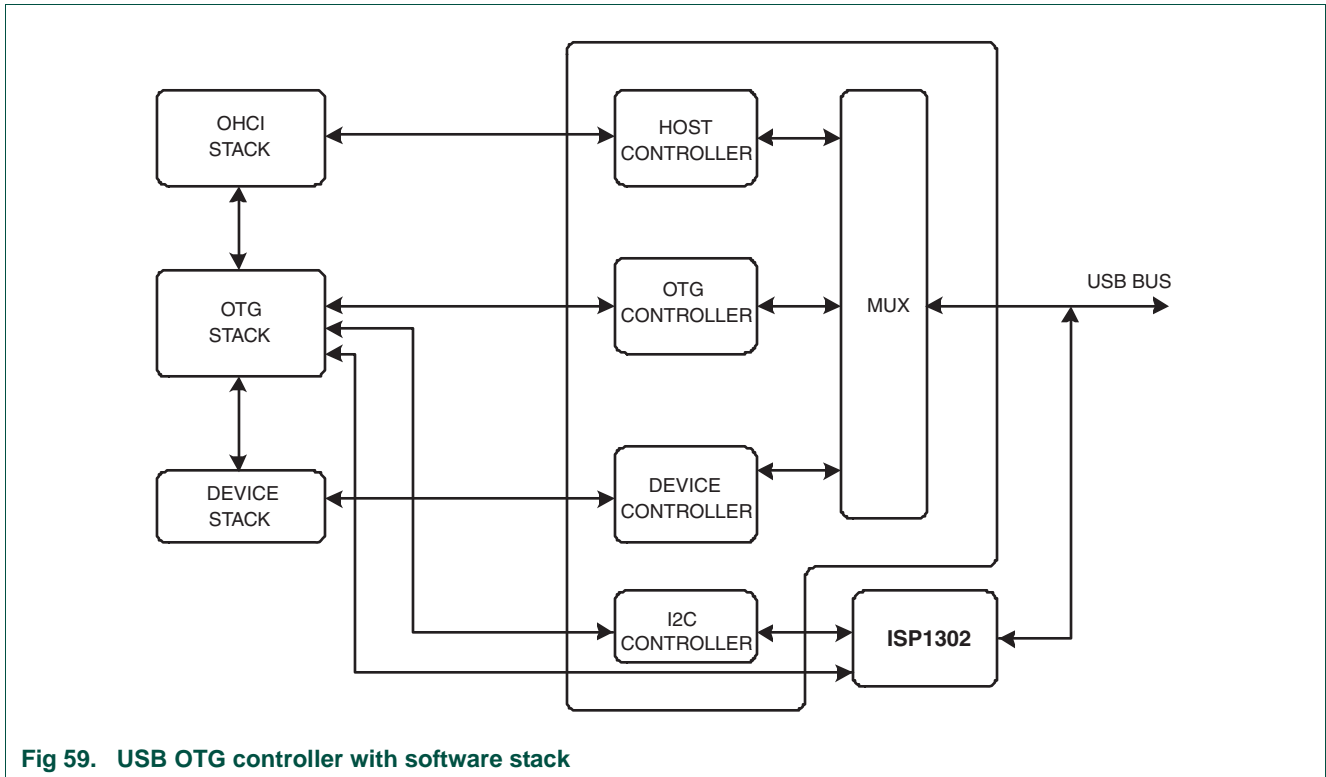 OHCI
STACK
HOST
CONTROLLER
OTG
STACK
OTG
CONTROLLER
MUX
USB BUS
DEVICE
STACK
DEVICE
CONTROLLER
I2C
CONTROLLER
ISP1302
Fig 59. USB OTG controller with software stack